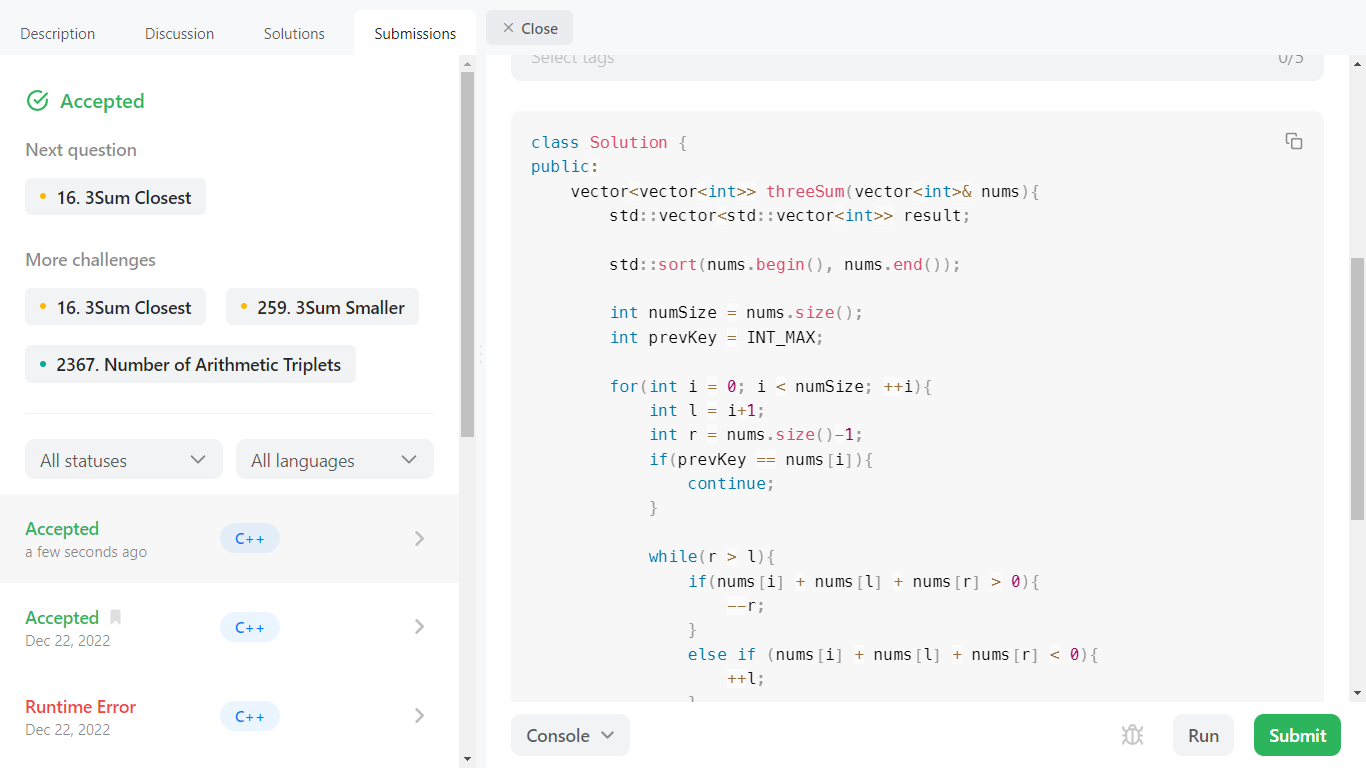 Description
Discussion
Solutions
Submissions
Close
Accepted
Next question
16. 3Sum Closest
More challenges
16. 3Sum Closest
259. 3Sum Smaller
2367. Number of Arithmetic Triplets
All statuses
All languages
Accepted
a few seconds ago
C++
Accepted
Dec 22, 2022
C++
Runtime Error
Dec 22, 2022
C++
Select tags
0/5
class Solution {
public:
    vector<vector<int>> threeSum(vector<int>& nums){
        std::vector<std::vector<int>> result;
        std::sort(nums.begin(), nums.end());
        int numSize = nums.size();
        int prevKey = INT_MAX;
        for(int i = 0; i < numSize; ++i){
            int l = i+1;
            int r = nums.size()-1;
            if(prevKey == nums[i]){
                continue;
            }
            while(r > l){
                if(nums[i] + nums[l] + nums[r] > 0){
                    --r;
                }
                else if (nums[i] + nums[l] + nums[r] < 0){
                    ++l;
                }
Console
Run
Submit